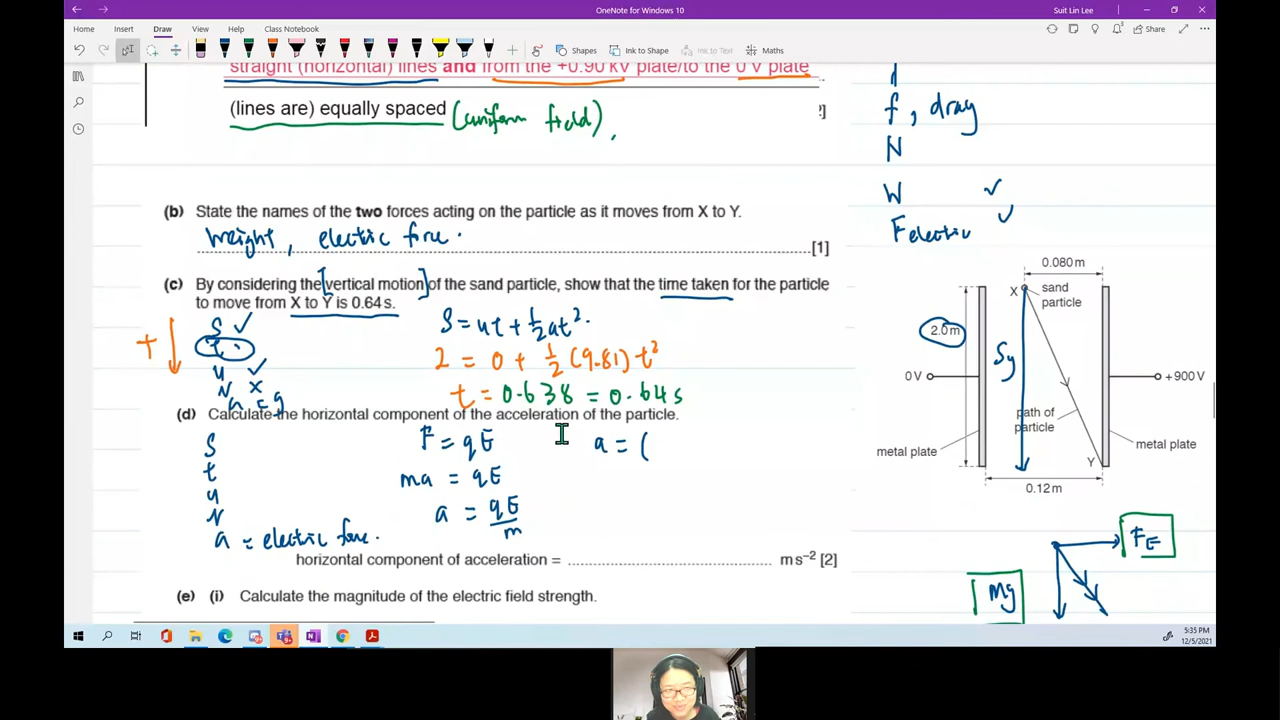 OneNote for Windows 10
Suit Lin Lee
Home Insert Draw View Help Class Notebook
Share
Shapes Ink to Shape Ink to Text Maths
straight (horizontal) lines and from the +0.90 kV plate/to the 0 V plate
(lines are) equally spaced (uniform field),
(b) State the names of the two forces acting on the particle as it moves from X to Y.
weight, electric force.
[1]
(c) By considering the [vertical motion] of the sand particle, show that the time taken for the particle
to move from X to Y is 0.64 s.
+
S ✓
t
u ✓
v x
a = g
S = ut + ½at².
2 = 0 + ½ (9.81) t²
t = 0.638 = 0.64 s
(d) Calculate the horizontal component of the acceleration of the particle.
S
t
u
v
a = electric force.
F = qE
ma = qE
a = qE/m
a = (
horizontal component of acceleration = ms⁻² [2]
(e) (i) Calculate the magnitude of the electric field strength.
f, drag
N
W ✓
Felectric ✓
0.080 m
X
sand
particle
2.0 m
Sy
0 V
+900 V
path of
particle
metal plate
metal plate
Y
0.12 m
FE
mg
5:35 PM
12/5/2021